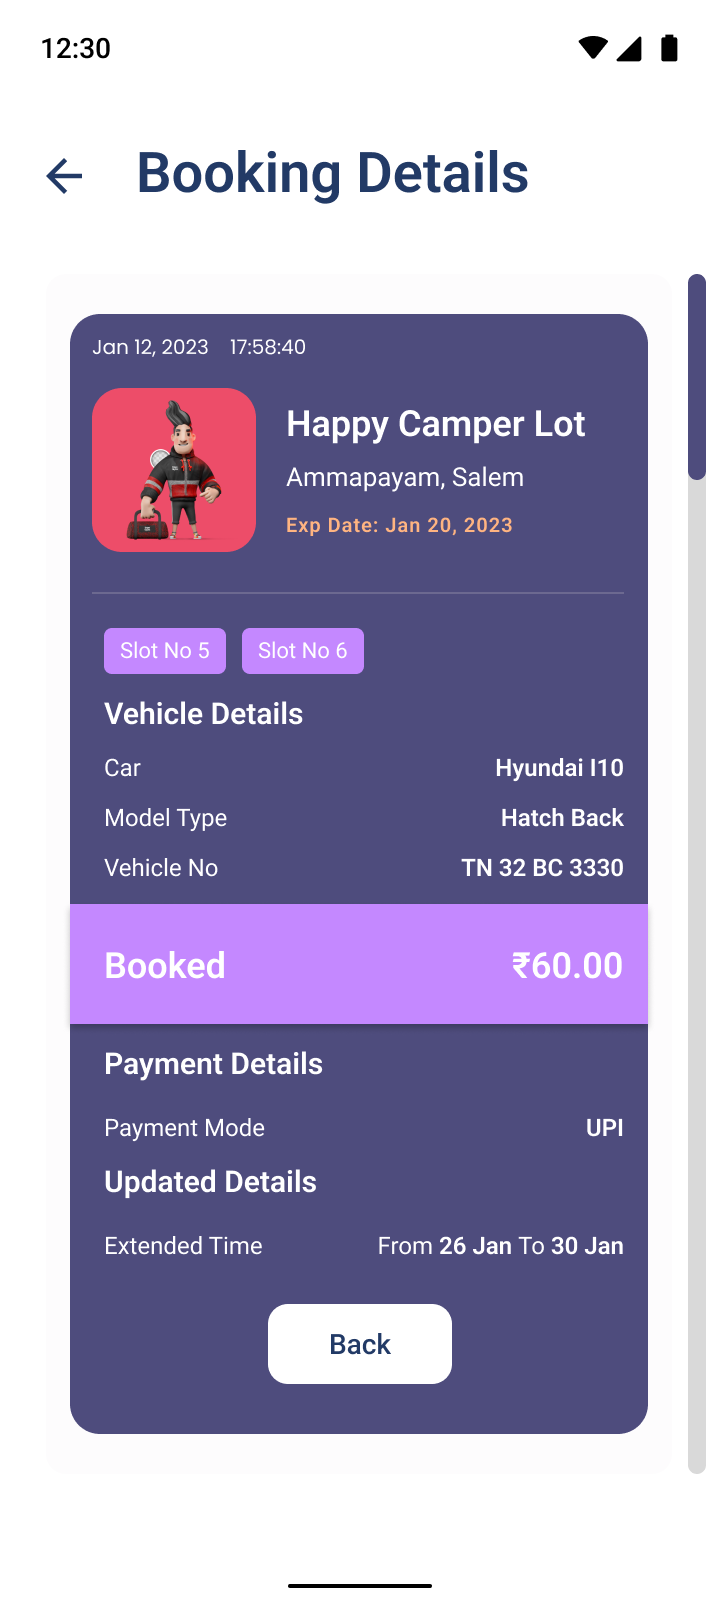 12:30
Booking Details
Jan 12, 2023 17:58:40
Happy Camper Lot
Ammapayam, Salem
Exp Date: Jan 20, 2023
Slot No 5 Slot No 6
Vehicle Details
Car Hyundai I10
Model Type Hatch Back
Vehicle No TN 32 BC 3330
Booked ₹60.00
Payment Details
Payment Mode UPI
Updated Details
Extended Time From 26 Jan To 30 Jan
Back